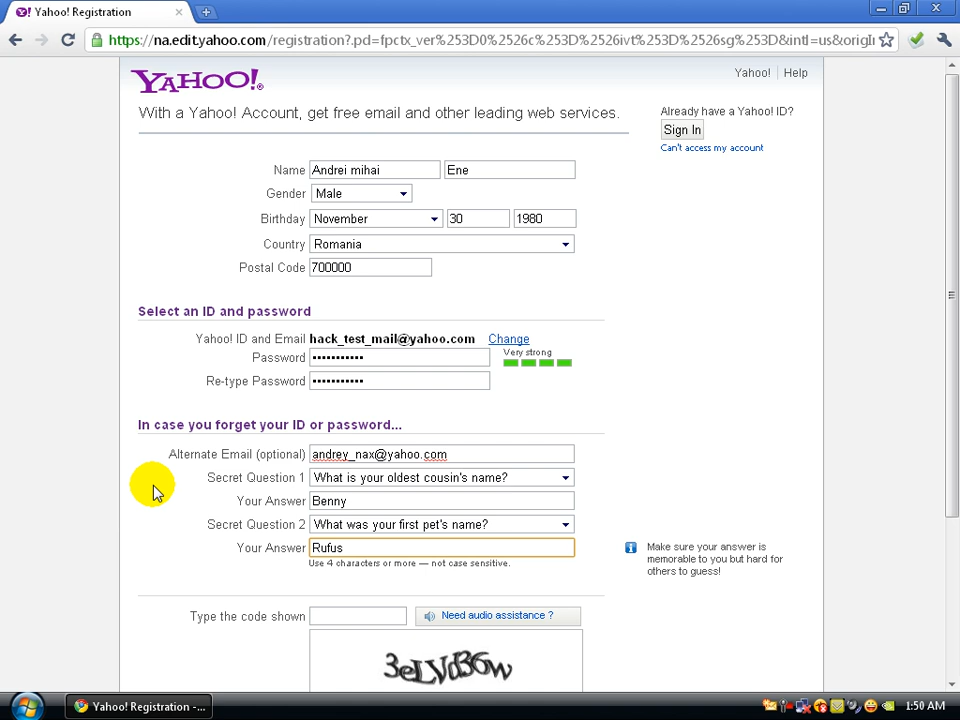 Yahoo! Registration
https://na.edit.yahoo.com/registration?.pd=fpctx_ver%253D0%2526c%253D%2526ivt%253D%2526sg%253D&intl=us&origIn
YAHOO!
Yahoo! Help
With a Yahoo! Account, get free email and other leading web services.
Already have a Yahoo! ID?
Sign In
Can't access my account
Name Andrei mihai Ene
Gender Male
Birthday November 30 1980
Country Romania
Postal Code 700000
Select an ID and password
Yahoo! ID and Email hack_test_mail@yahoo.com Change
Password ••••••••••• Very strong
Re-type Password •••••••••••
In case you forget your ID or password...
Alternate Email (optional) andrey_nax@yahoo.com
Secret Question 1 What is your oldest cousin's name?
Your Answer Benny
Secret Question 2 What was your first pet's name?
Your Answer Rufus
Use 4 characters or more — not case sensitive.
Make sure your answer is
memorable to you but hard for
others to guess!
Type the code shown Need audio assistance ?
Yahoo! Registration -...
1:50 AM